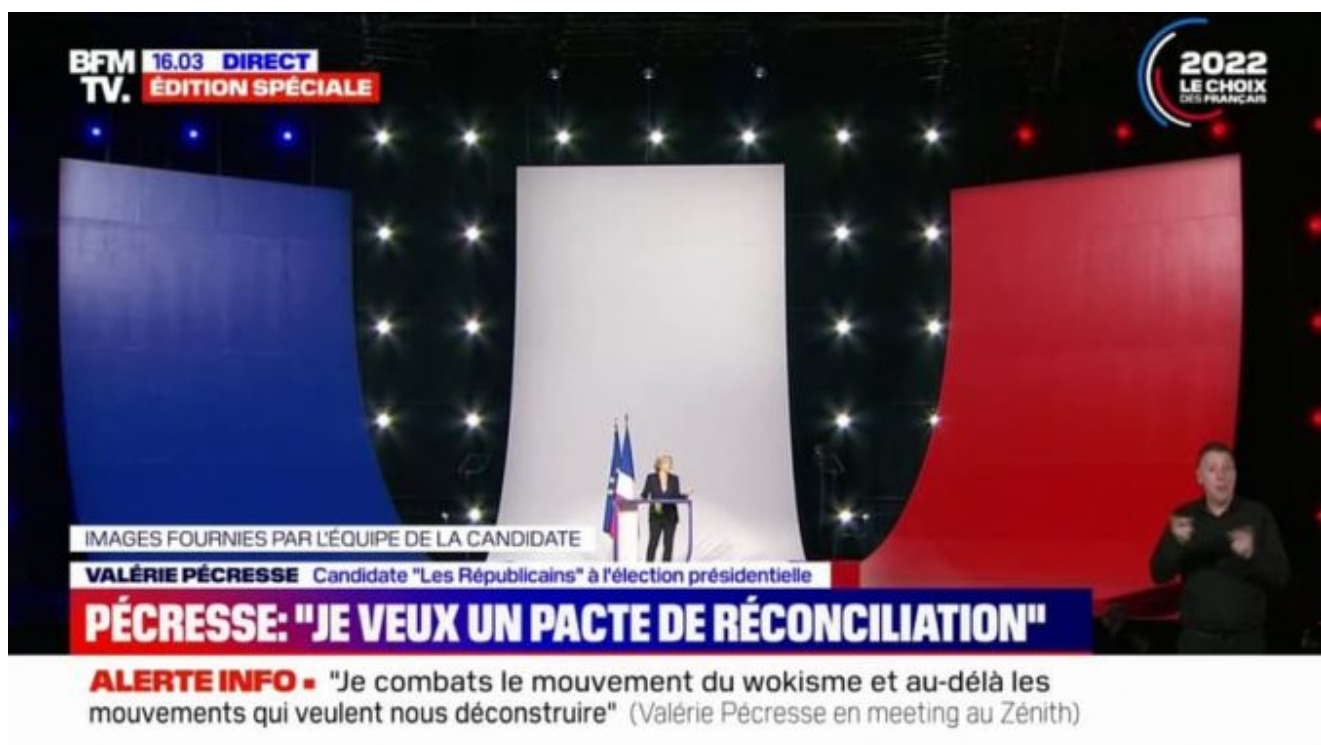 BFM TV. 16.03 DIRECT
ÉDITION SPÉCIALE
2022
LE CHOIX
DES FRANÇAIS
IMAGES FOURNIES PAR L'ÉQUIPE DE LA CANDIDATE
VALÉRIE PÉCRESSE Candidate "Les Républicains" à l'élection présidentielle
PÉCRESSE: "JE VEUX UN PACTE DE RÉCONCILIATION"
ALERTE INFO "Je combats le mouvement du wokisme et au-délà les
mouvements qui veulent nous déconstruire" (Valérie Pécresse en meeting au Zénith)